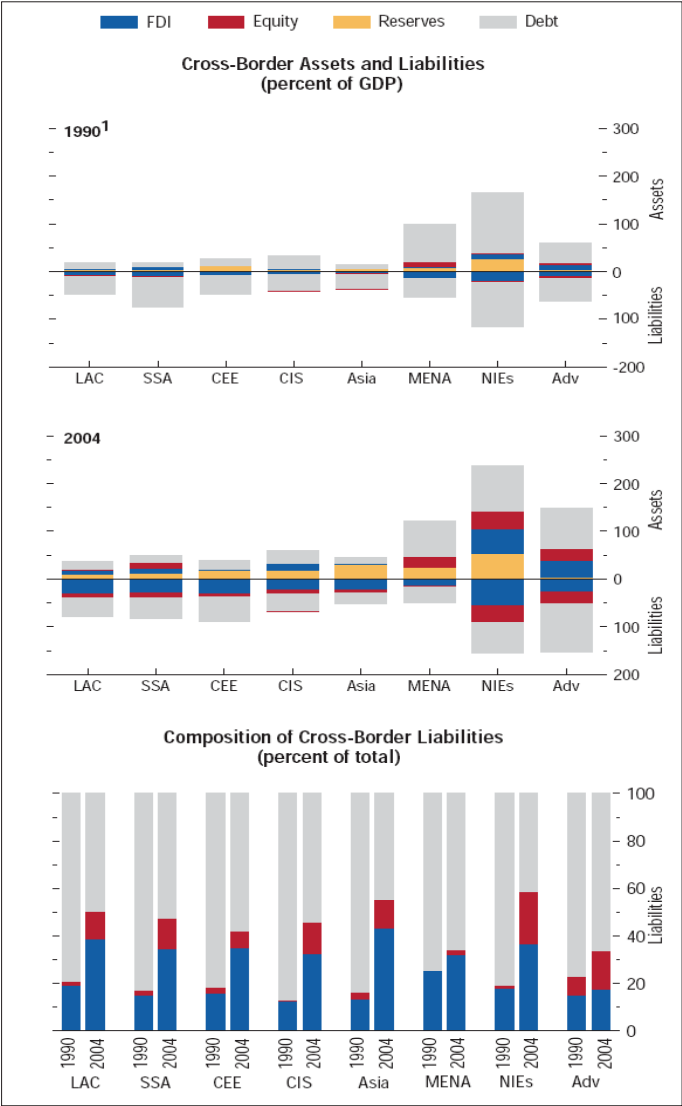 FDI Equity Reserves Debt
Cross-Border Assets and Liabilities
(percent of GDP)
1990¹
300
200
100
0
100
-200
Assets
Liabilities
LAC SSA CEE CIS Asia MENA NIEs Adv
2004
300
200
100
0
100
200
Assets
Liabilities
LAC SSA CEE CIS Asia MENA NIEs Adv
Composition of Cross-Border Liabilities
(percent of total)
100
80
60
40
20
0
Liabilities
1990 2004 1990 2004 1990 2004 1990 2004 1990 2004 1990 2004 1990 2004 1990 2004
LAC SSA CEE CIS Asia MENA NIEs Adv